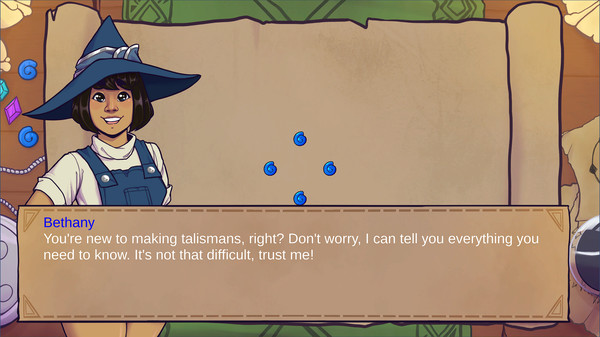 Bethany
You're new to making talismans, right? Don't worry, I can tell you everything you
need to know. It's not that difficult, trust me!